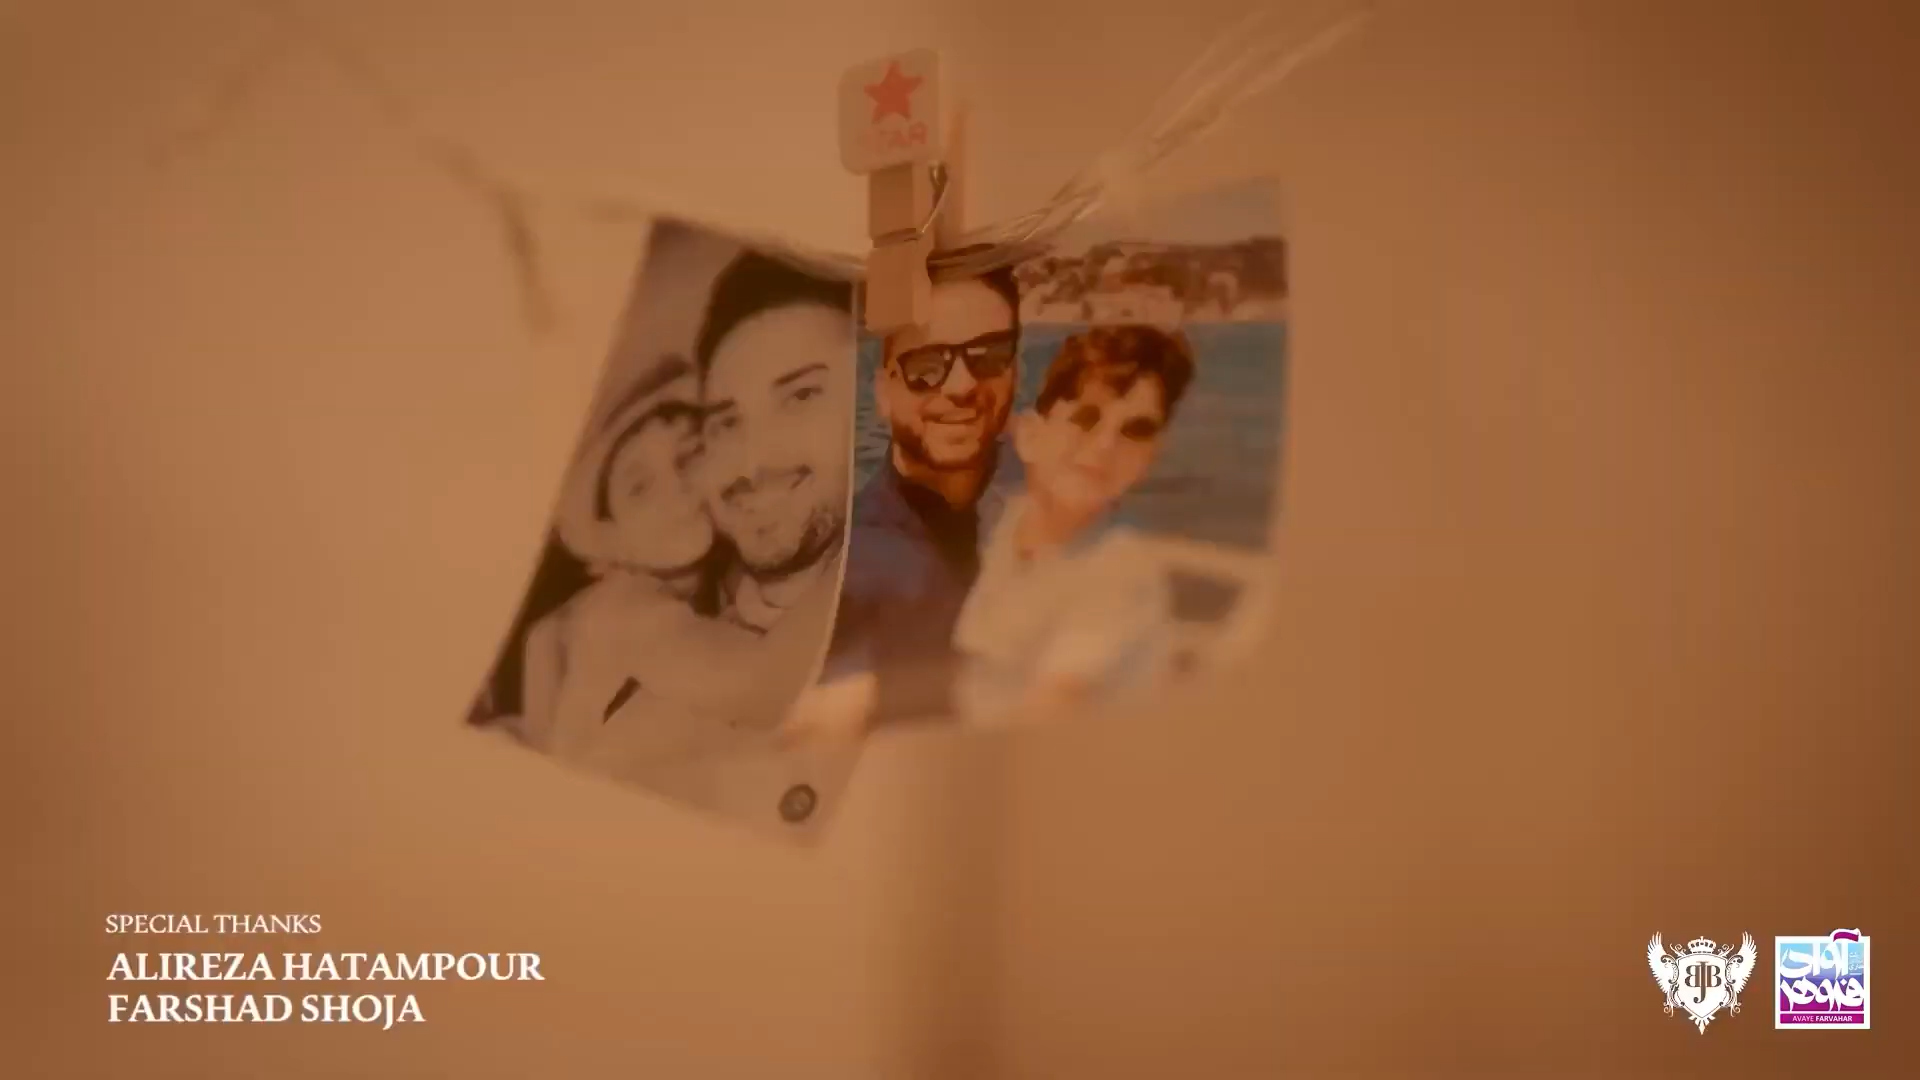 STAR
SPECIAL THANKS
ALIREZA HATAMPOUR
FARSHAD SHOJA
BJB
آوای
فروهر
AVAYE FARVAHAR